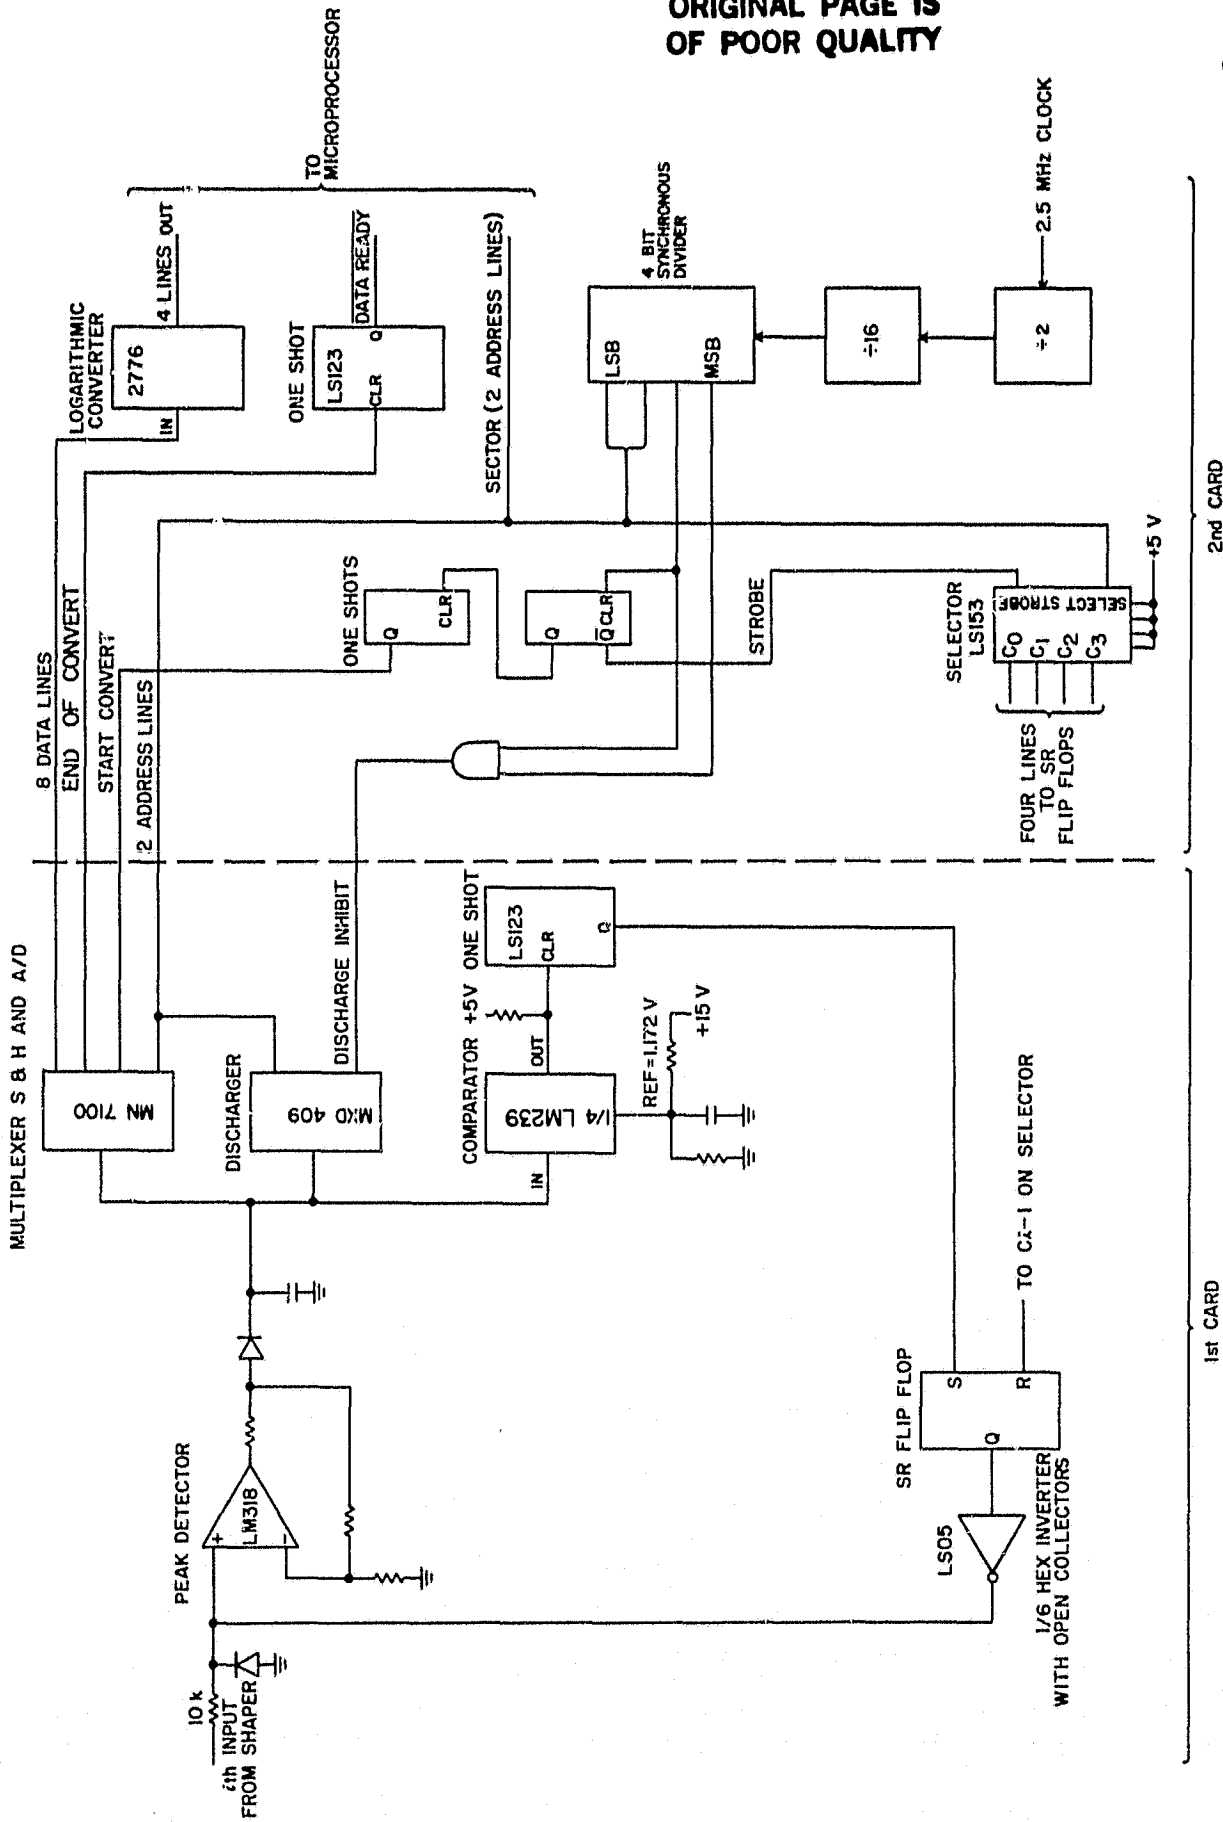 ORIGINAL PAGE IS
OF POOR QUALITY
MULTIPLEXER S & H AND A/D
MN 7100
8 DATA LINES
END OF CONVERT
START CONVERT
2 ADDRESS LINES
LOGARITHMIC
CONVERTER
2776
IN
4 LINES OUT
ONE SHOT
LS123
CLR
Q
DATA READY
TO
MICROPROCESSOR
SECTOR (2 ADDRESS LINES)
DISCHARGER
MXD 409
DISCHARGE INHIBIT
ONE SHOTS
Q
CLR
Q
Q
CLR
STROBE
4 BIT
SYNCHRONOUS
DIVIDER
LSB
MSB
÷16
÷2
2.5 MHz CLOCK
SELECTOR
LS153
C0
C1
C2
C3
SELECT STROBE
+5 V
FOUR LINES
TO SR
FLIP FLOPS
2nd CARD
PEAK DETECTOR
LM318
+
−
10 k
ith INPUT
FROM SHAPER
COMPARATOR
1/4 LM239
IN
OUT
+5V
REF=1.172 V
+15 V
ONE SHOT
LS123
CLR
Q
SR FLIP FLOP
S
R
Q
TO Ci-1 ON SELECTOR
LS05
1/6 HEX INVERTER
WITH OPEN COLLECTORS
1st CARD